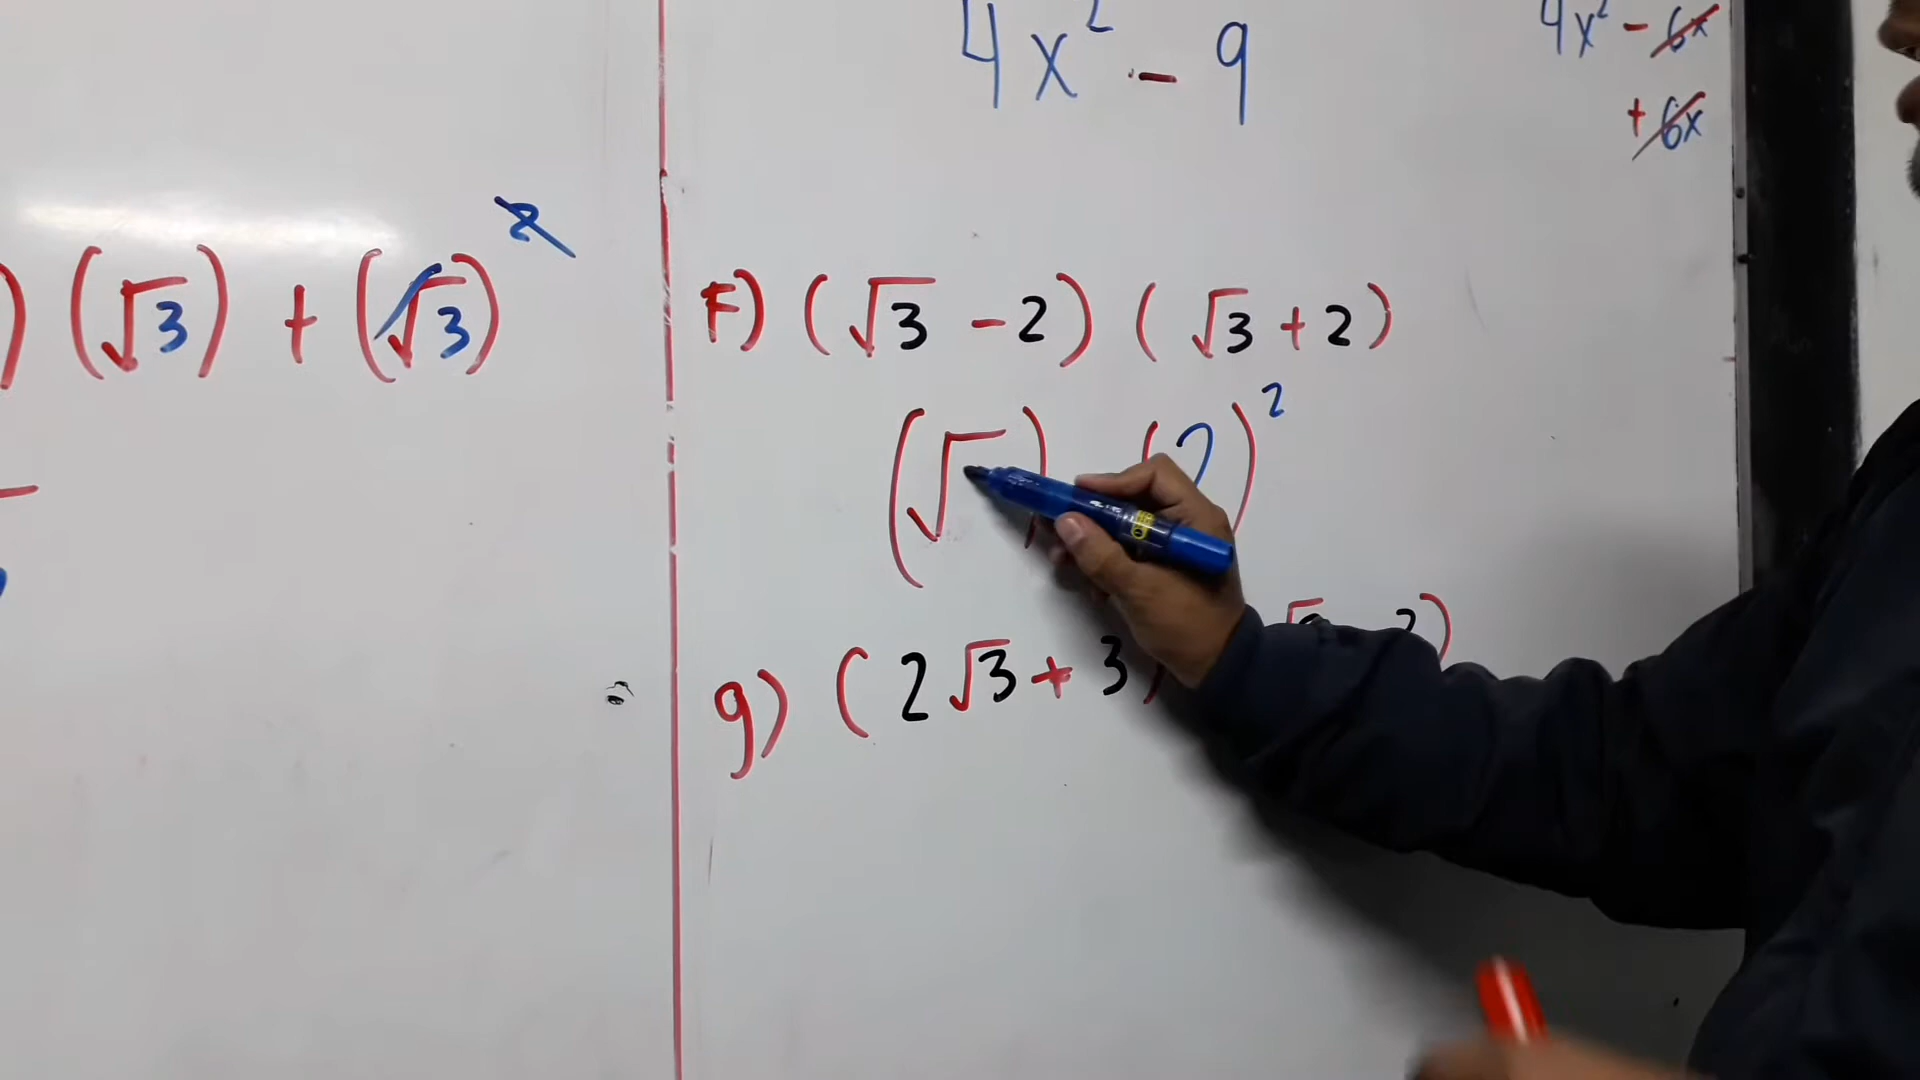 4x² - 9
4x² - 6x
+ 6x
) (√3) + (√3)²
F) (√3 - 2) (√3 + 2)
(√ ) (2)²
g) (2√3 + 3)